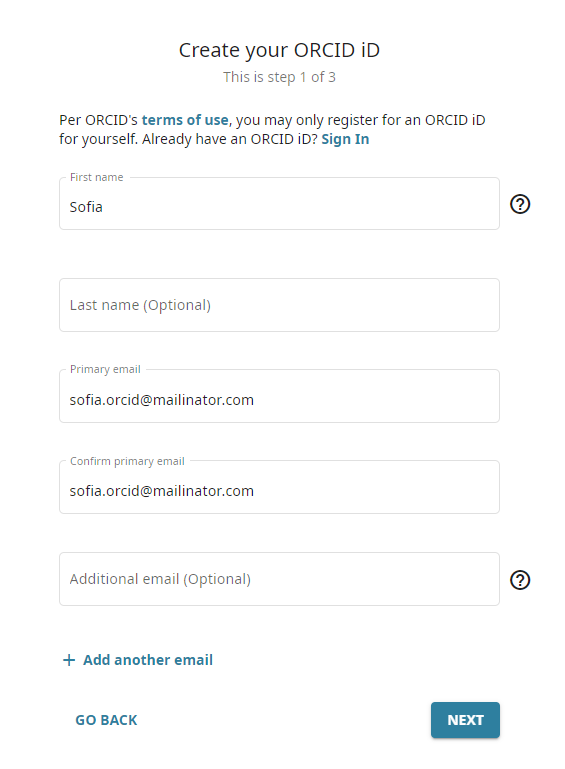 Create your ORCID iD
This is step 1 of 3
Per ORCID's terms of use, you may only register for an ORCID iD
for yourself. Already have an ORCID iD? Sign In
First name
Sofia
?
Last name (Optional)
Primary email
sofia.orcid@mailinator.com
Confirm primary email
sofia.orcid@mailinator.com
Additional email (Optional)
?
+ Add another email
GO BACK
NEXT